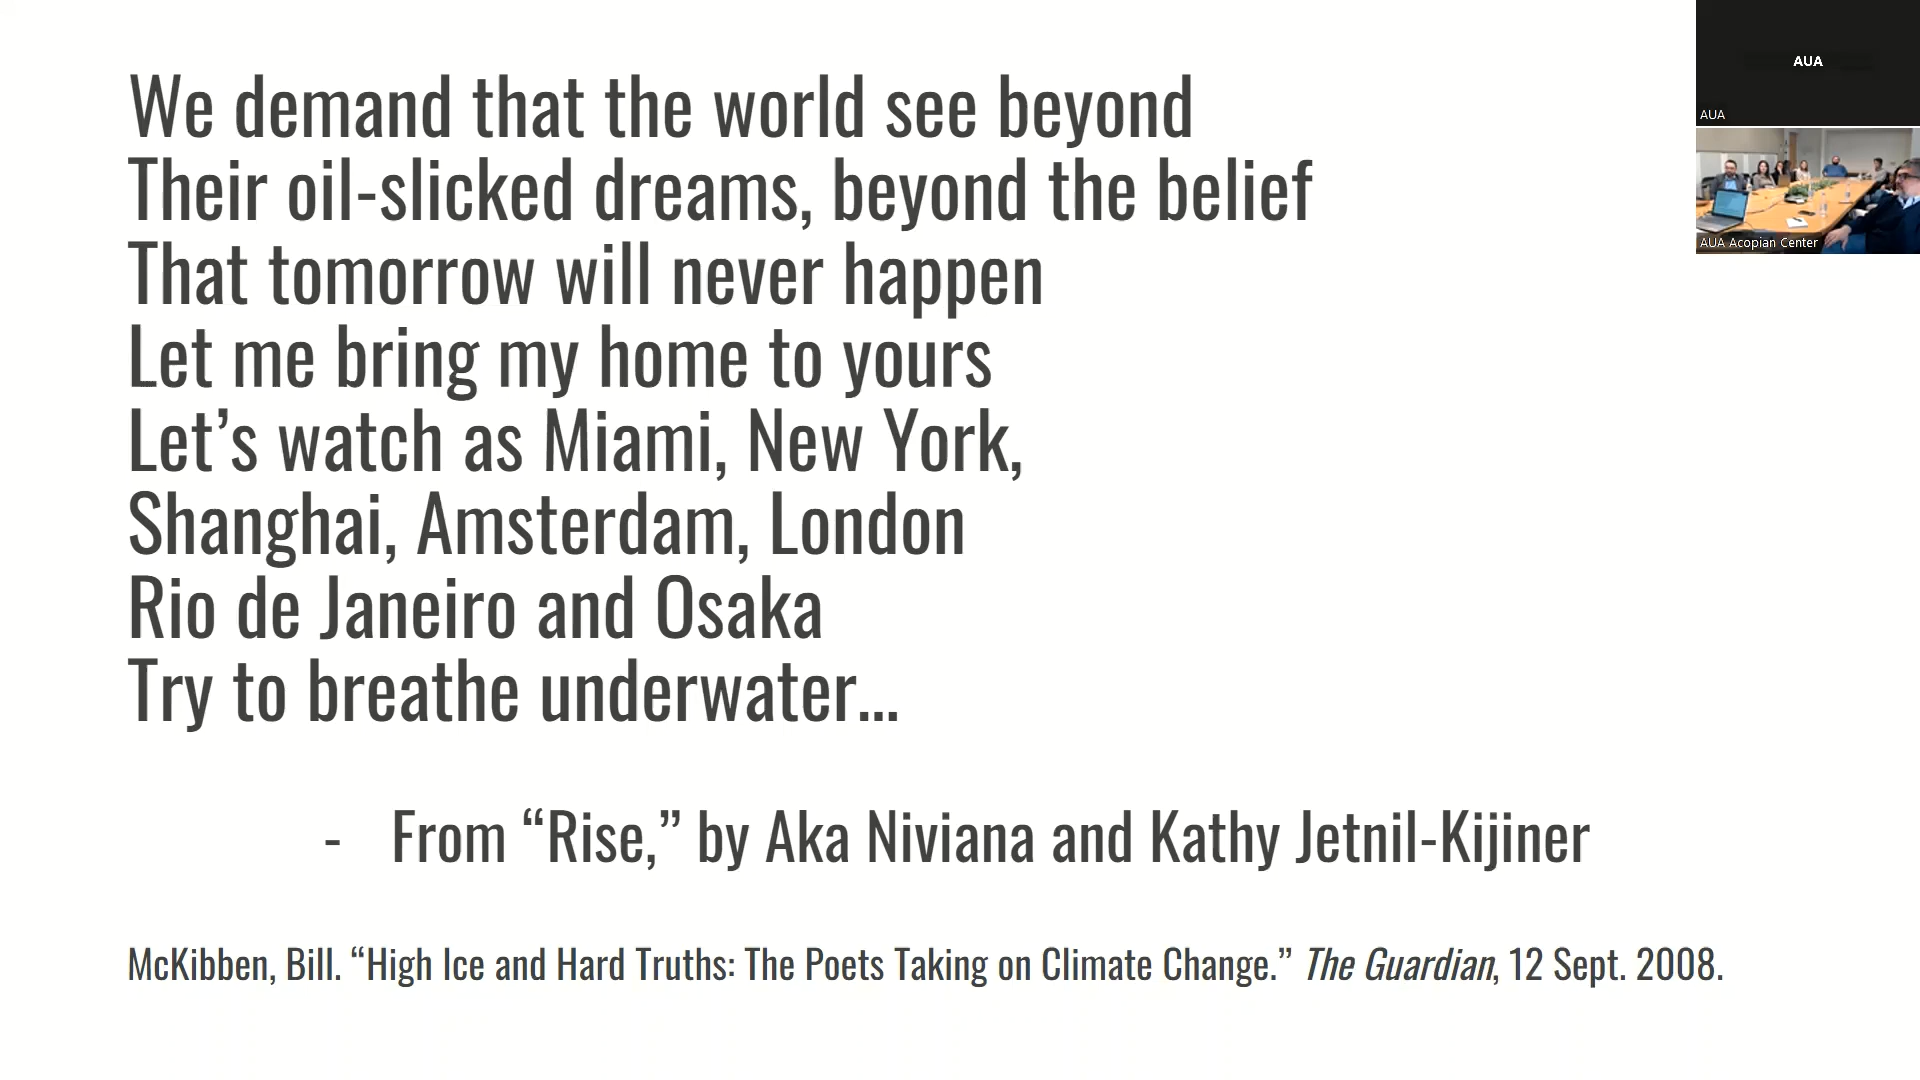 We demand that the world see beyond
Their oil-slicked dreams, beyond the belief
That tomorrow will never happen
Let me bring my home to yours
Let’s watch as Miami, New York,
Shanghai, Amsterdam, London
Rio de Janeiro and Osaka
Try to breathe underwater...
- From “Rise,” by Aka Niviana and Kathy Jetnil-Kijiner
McKibben, Bill. “High Ice and Hard Truths: The Poets Taking on Climate Change.” The Guardian, 12 Sept. 2008.
AUA
AUA
AUA Acopian Center